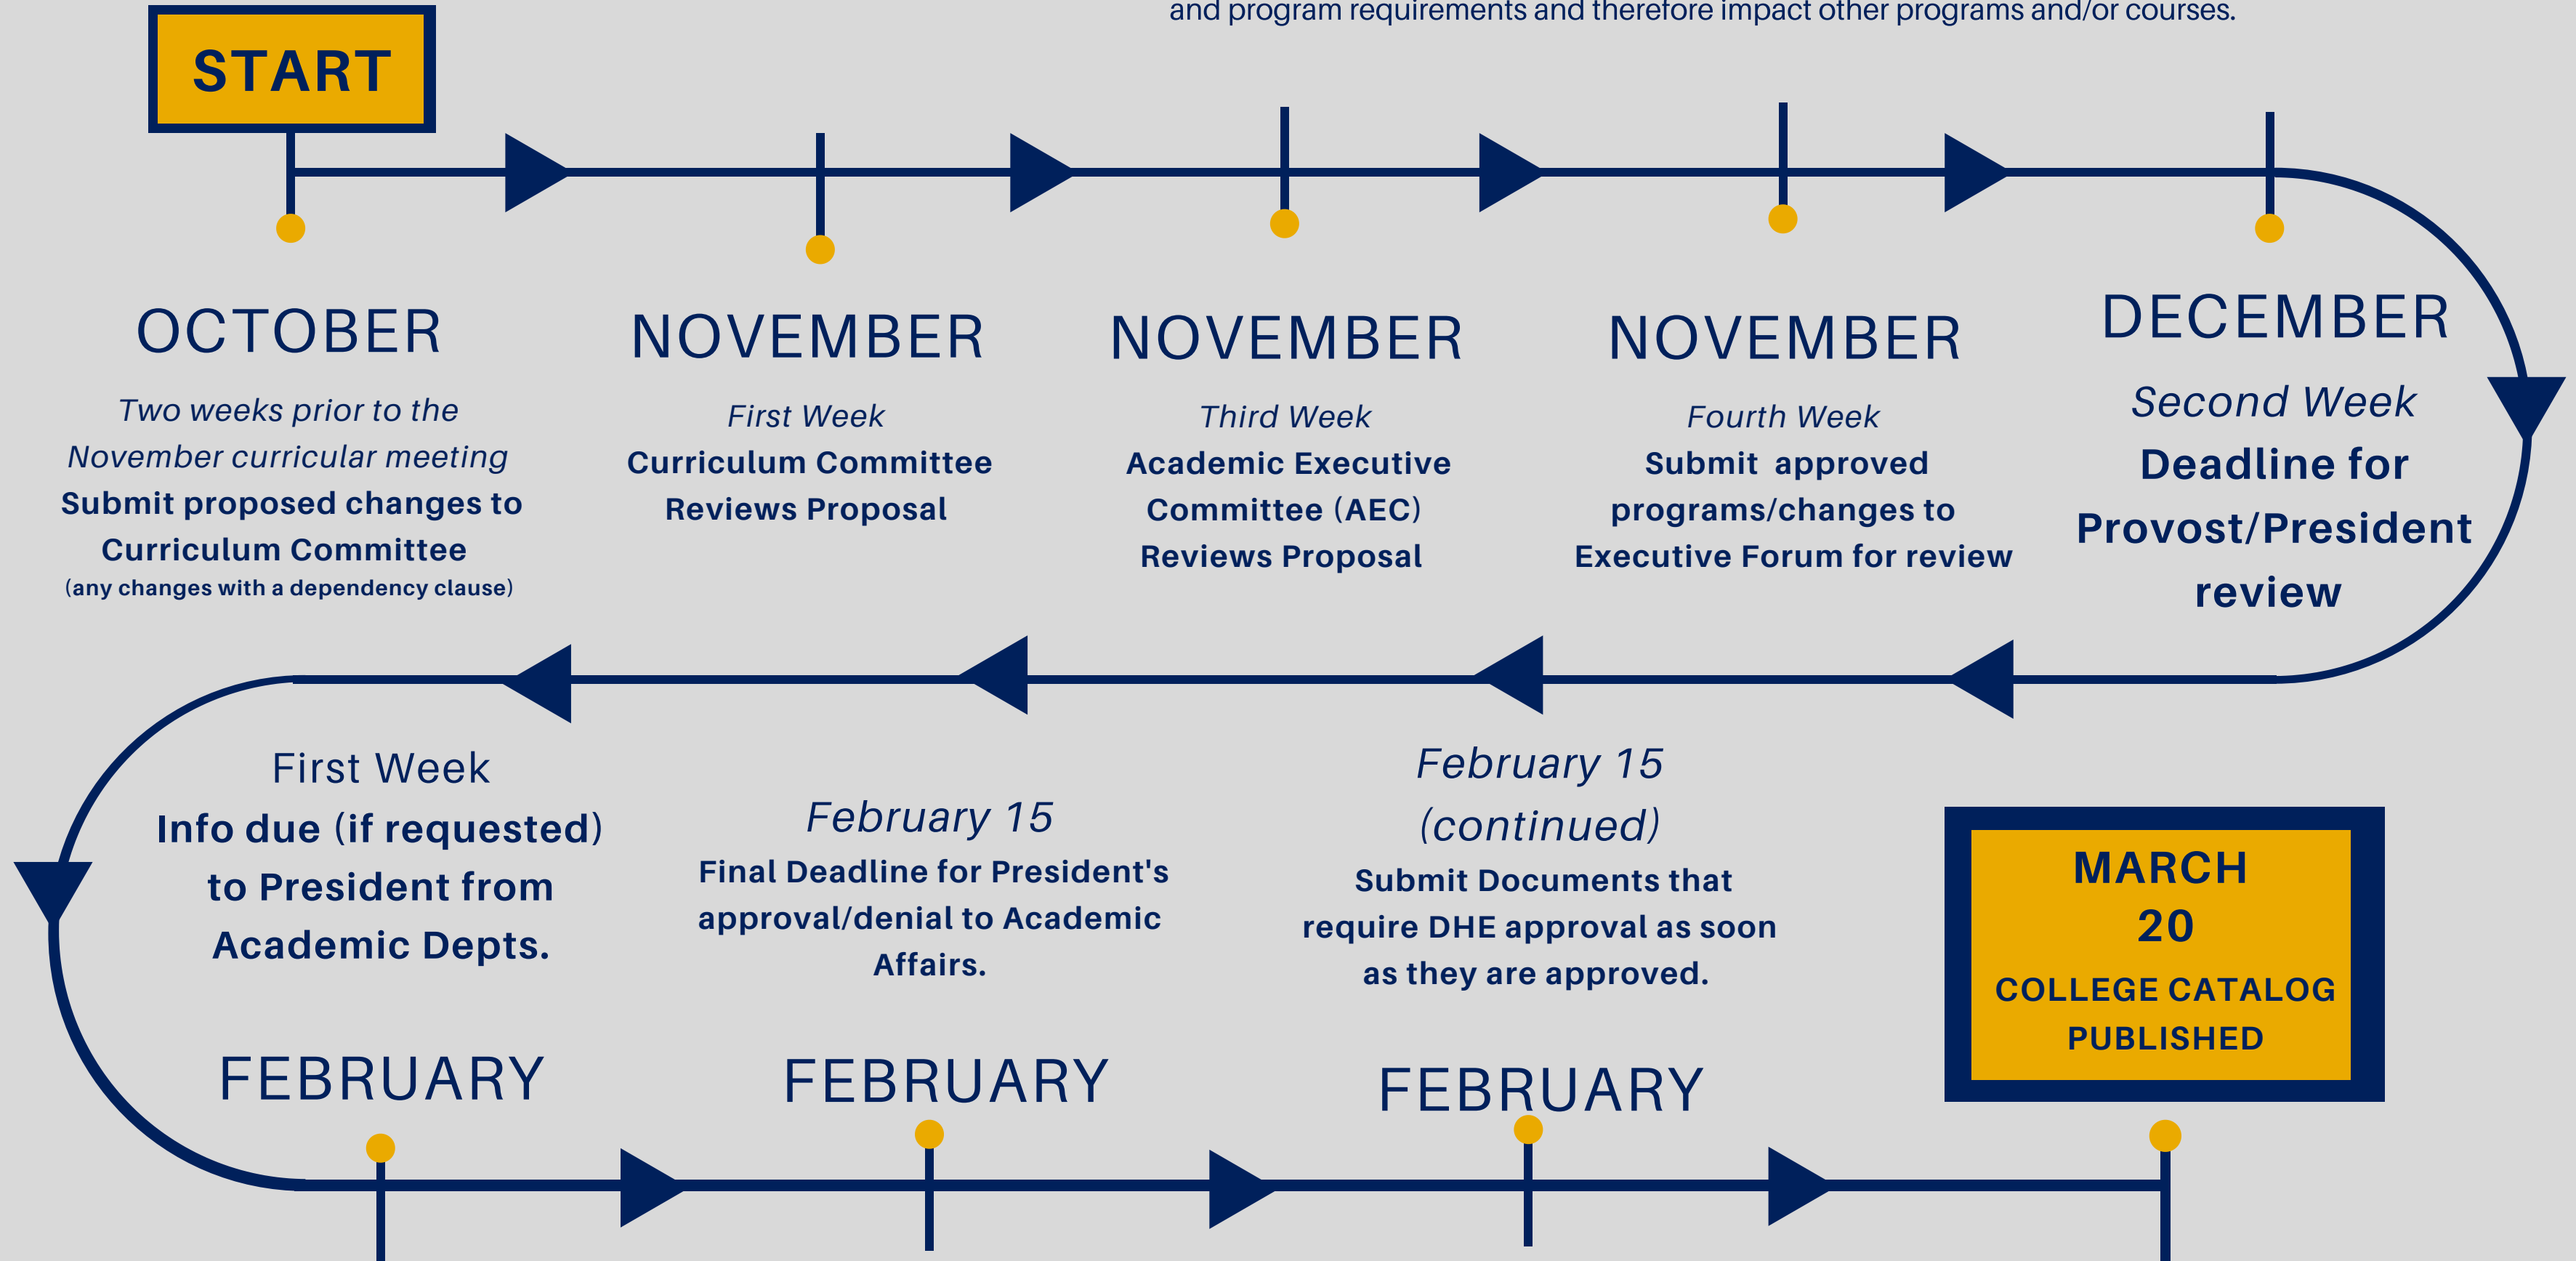 and program requirements and therefore impact other programs and/or courses.
START
OCTOBER
Two weeks prior to the
November curricular meeting
Submit proposed changes to
Curriculum Committee
(any changes with a dependency clause)
NOVEMBER
First Week
Curriculum Committee
Reviews Proposal
NOVEMBER
Third Week
Academic Executive
Committee (AEC)
Reviews Proposal
NOVEMBER
Fourth Week
Submit approved
programs/changes to
Executive Forum for review
DECEMBER
Second Week
Deadline for
Provost/President
review
First Week
Info due (if requested)
to President from
Academic Depts.
FEBRUARY
February 15
Final Deadline for President's
approval/denial to Academic
Affairs.
FEBRUARY
February 15
(continued)
Submit Documents that
require DHE approval as soon
as they are approved.
FEBRUARY
MARCH
20
COLLEGE CATALOG
PUBLISHED